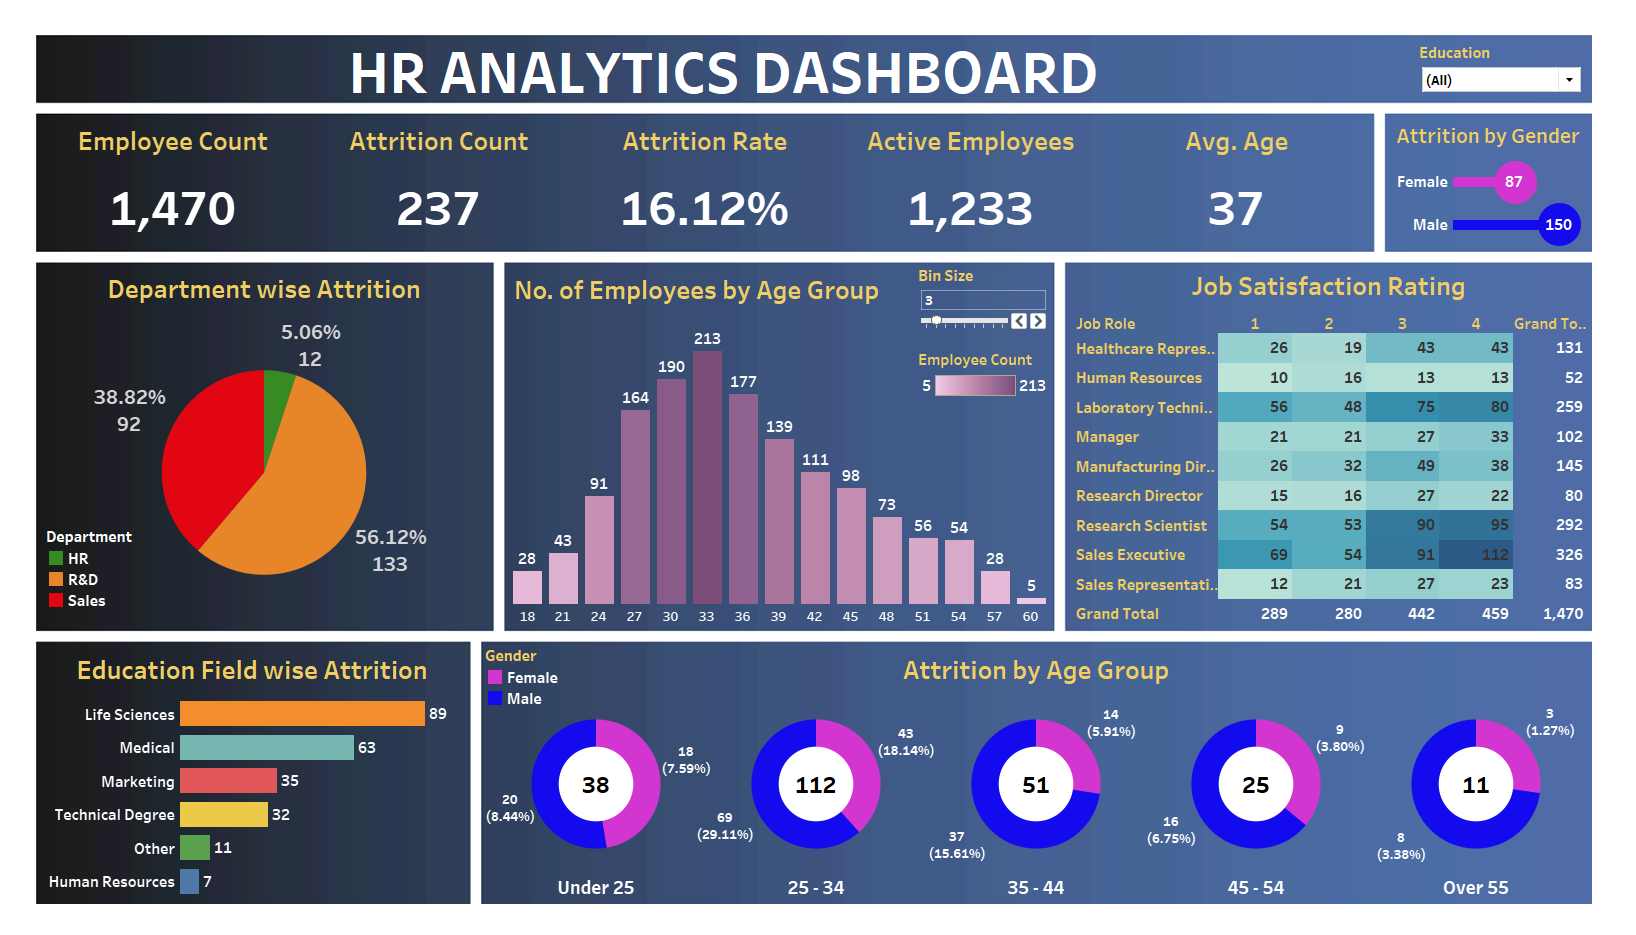 HR ANALYTICS DASHBOARD
Education
(All)
Employee Count
1,470
Attrition Count
237
Attrition Rate
16.12%
Active Employees
1,233
Avg. Age
37
Attrition by Gender
Female 87
Male 150
Department wise Attrition
5.06%
12
38.82%
92
56.12%
133
Department
HR
R&D
Sales
No. of Employees by Age Group
Bin Size
3
Employee Count
5 213
28 43 91 164 190 213 177 139 111 98 73 56 54 28 5
18 21 24 27 30 33 36 39 42 45 48 51 54 57 60
Job Satisfaction Rating
Job Role 1 2 3 4 Grand To..
Healthcare Repres.. 26 19 43 43 131
Human Resources 10 16 13 13 52
Laboratory Techni.. 56 48 75 80 259
Manager 21 21 27 33 102
Manufacturing Dir.. 26 32 49 38 145
Research Director 15 16 27 22 80
Research Scientist 54 53 90 95 292
Sales Executive 69 54 91 112 326
Sales Representati.. 12 21 27 23 83
Grand Total 289 280 442 459 1,470
Education Field wise Attrition
Life Sciences 89
Medical 63
Marketing 35
Technical Degree 32
Other 11
Human Resources 7
Gender
Female
Male
Attrition by Age Group
18
(7.59%)
38
20
(8.44%)
Under 25
43
(18.14%)
112
69
(29.11%)
25 - 34
14
(5.91%)
51
37
(15.61%)
35 - 44
9
(3.80%)
25
16
(6.75%)
45 - 54
3
(1.27%)
11
8
(3.38%)
Over 55